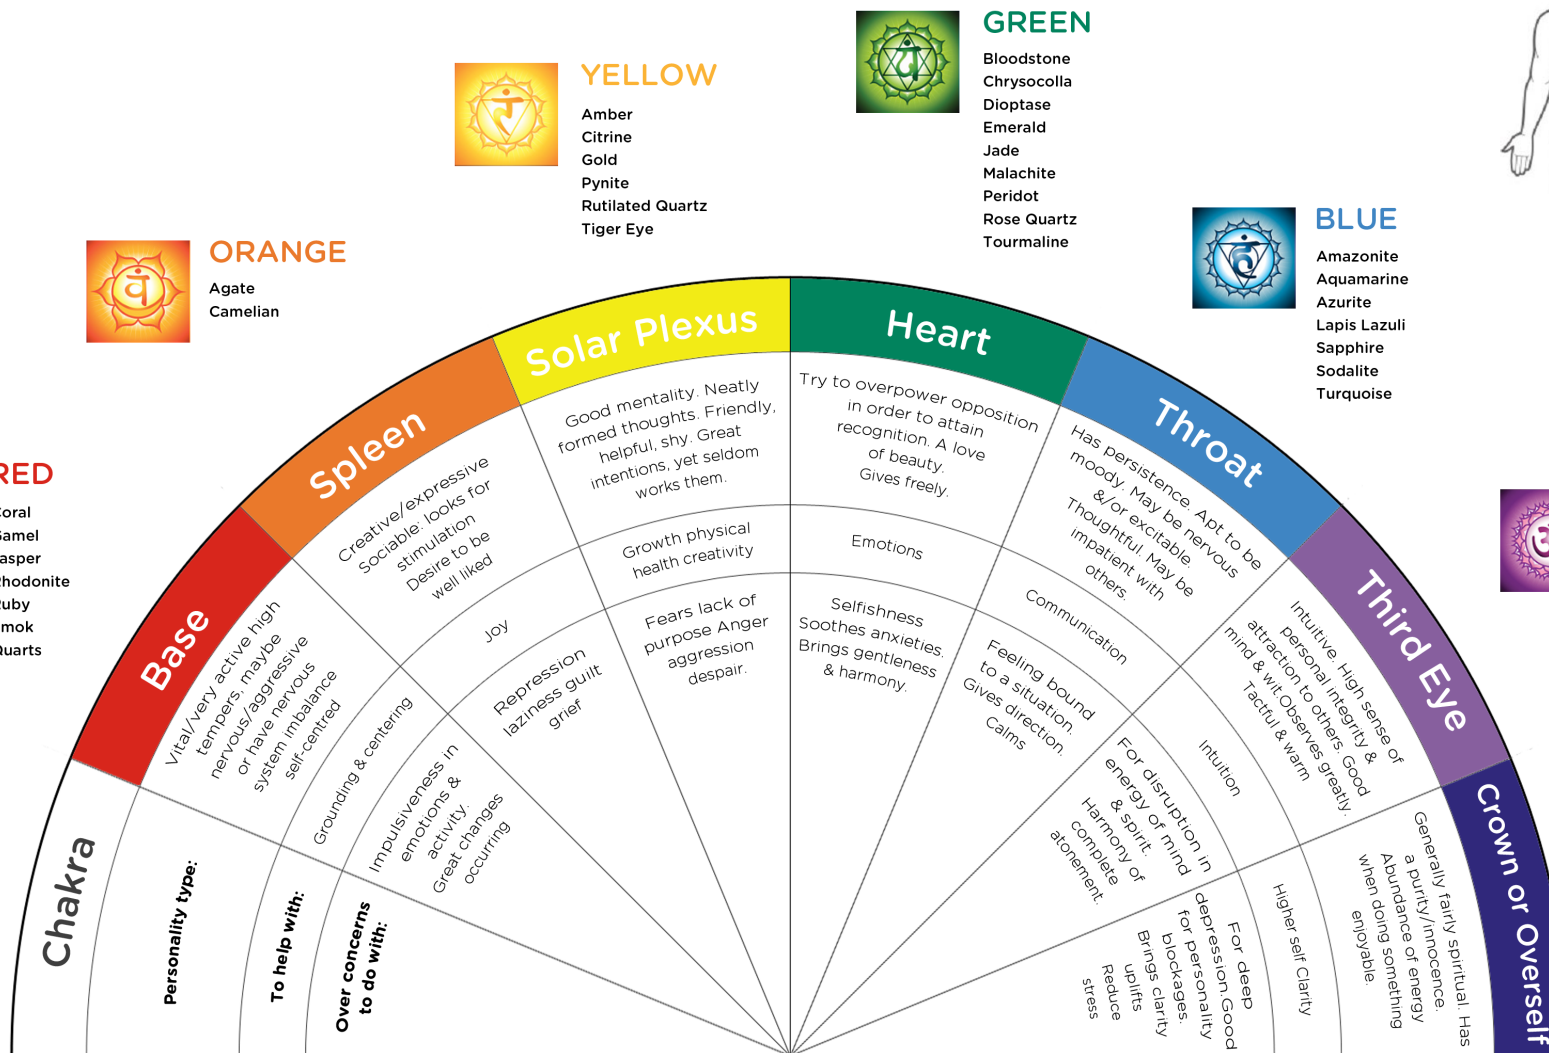 GREEN
Bloodstone
Chrysocolla
Dioptase
Emerald
Jade
Malachite
Peridot
Rose Quartz
Tourmaline
YELLOW
Amber
Citrine
Gold
Pynite
Rutilated Quartz
Tiger Eye
BLUE
Amazonite
Aquamarine
Azurite
Lapis Lazuli
Sapphire
Sodalite
Turquoise
ORANGE
Agate
Camelian
RED
Rhodonite
Chakra
Personality type:
To help with:
Over concerns
to do with:
Base
Vital/very active high
tempers, maybe
nervous/aggressive
or have nervous
system imbalance
self-centred
Grounding & centering
Impulsiveness in
emotions &
activity.
Great changes
occurring
Spleen
Creative/expressive
Sociable: looks for
stimulation
Desire to be
well liked
Joy
Repression
laziness guilt
grief
Solar Plexus
Good mentality. Neatly
formed thoughts. Friendly,
helpful, shy. Great
intentions, yet seldom
works them.
Growth physical
health creativity
Fears lack of
purpose Anger
aggression
despair.
Heart
Try to overpower opposition
in order to attain
recognition. A love
of beauty.
Gives freely.
Emotions
Selfishness
Soothes anxieties.
Brings gentleness
& harmony.
Throat
Has persistence. Apt to be
moody. May be nervous
&/or excitable.
Thoughtful. May be
impatient with
others.
Communication
Feeling bound
to a situation.
Gives direction.
Calms
Third Eye
Intuitive. High sense of
personal integrity &
attraction to others. Good
mind & wit Observes greatly.
Tactful & warm
Intuition
For disruption in
energy of mind
& spirit.
Harmony of
complete
atonement.
Crown or Overself
Generally fairly spiritual. Has
a purity/innocence.
Abundance of energy
when doing something
enjoyable.
Higher self Clarity
For deep
depression.Good
for personality
blockages.
Brings clarity
uplifts
Reduce
stress